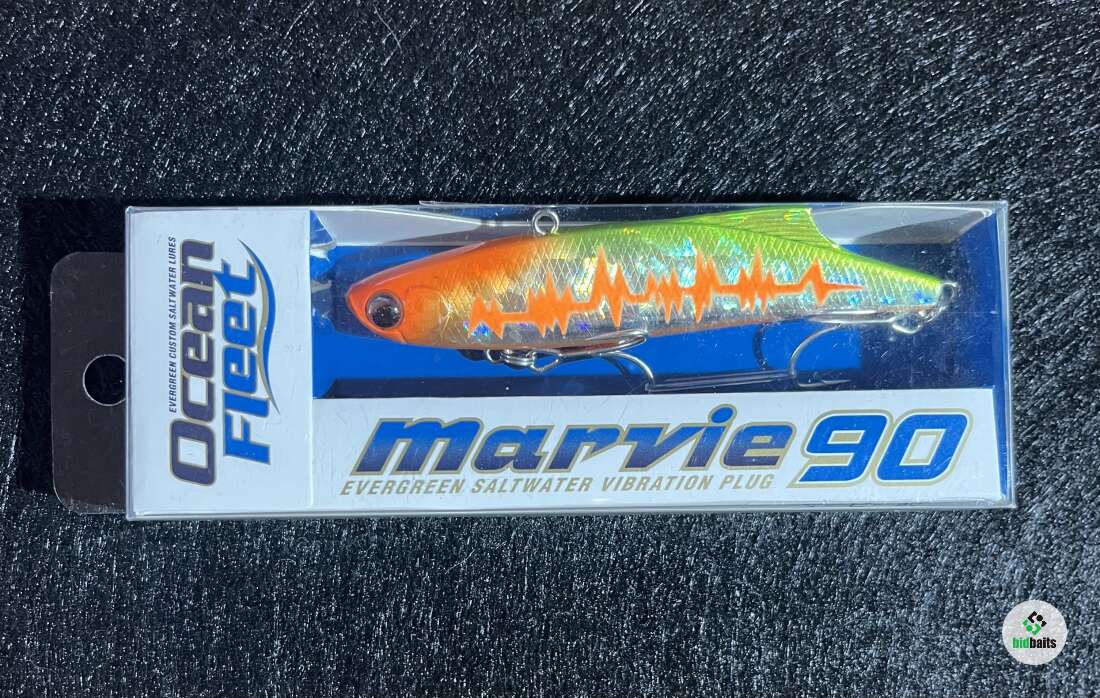 EVERGREEN CUSTOM SALTWATER LURES
Ocean
Fleet
marvie 90
EVERGREEN SALTWATER VIBRATION PLUG
bidbaits